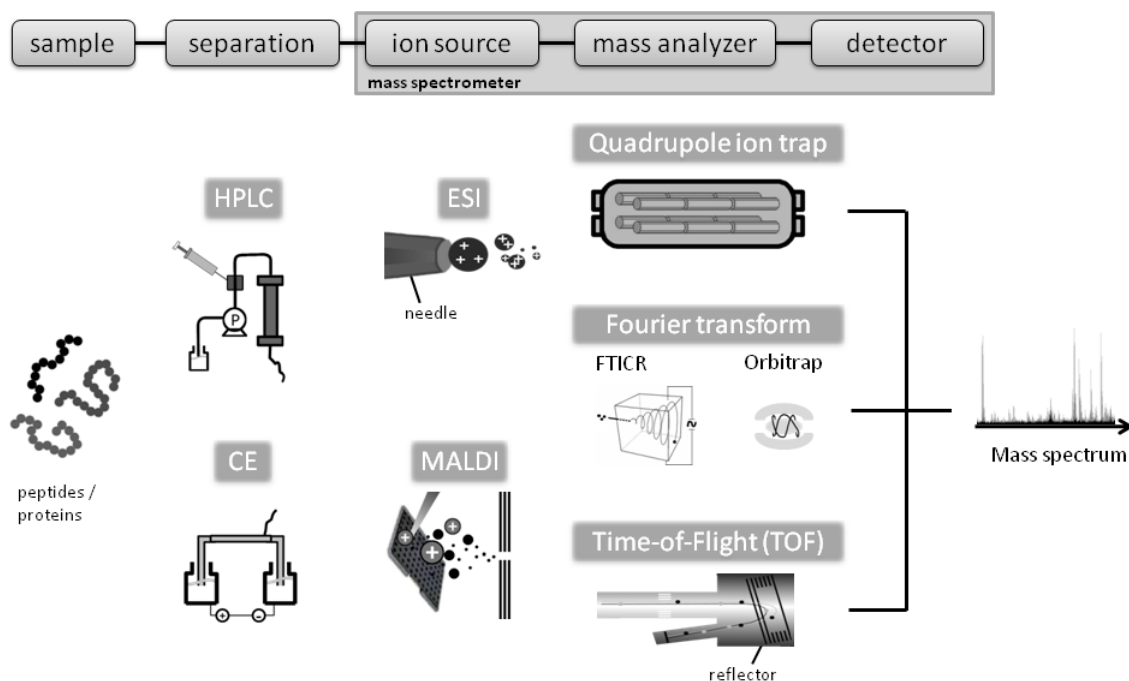 sample
separation
ion source
mass analyzer
detector
mass spectrometer
Quadrupole ion trap
HPLC
ESI
needle
P
Fourier transform
FTICR
Orbitrap
peptides /
proteins
CE
MALDI
Mass spectrum
Time-of-Flight (TOF)
reflector